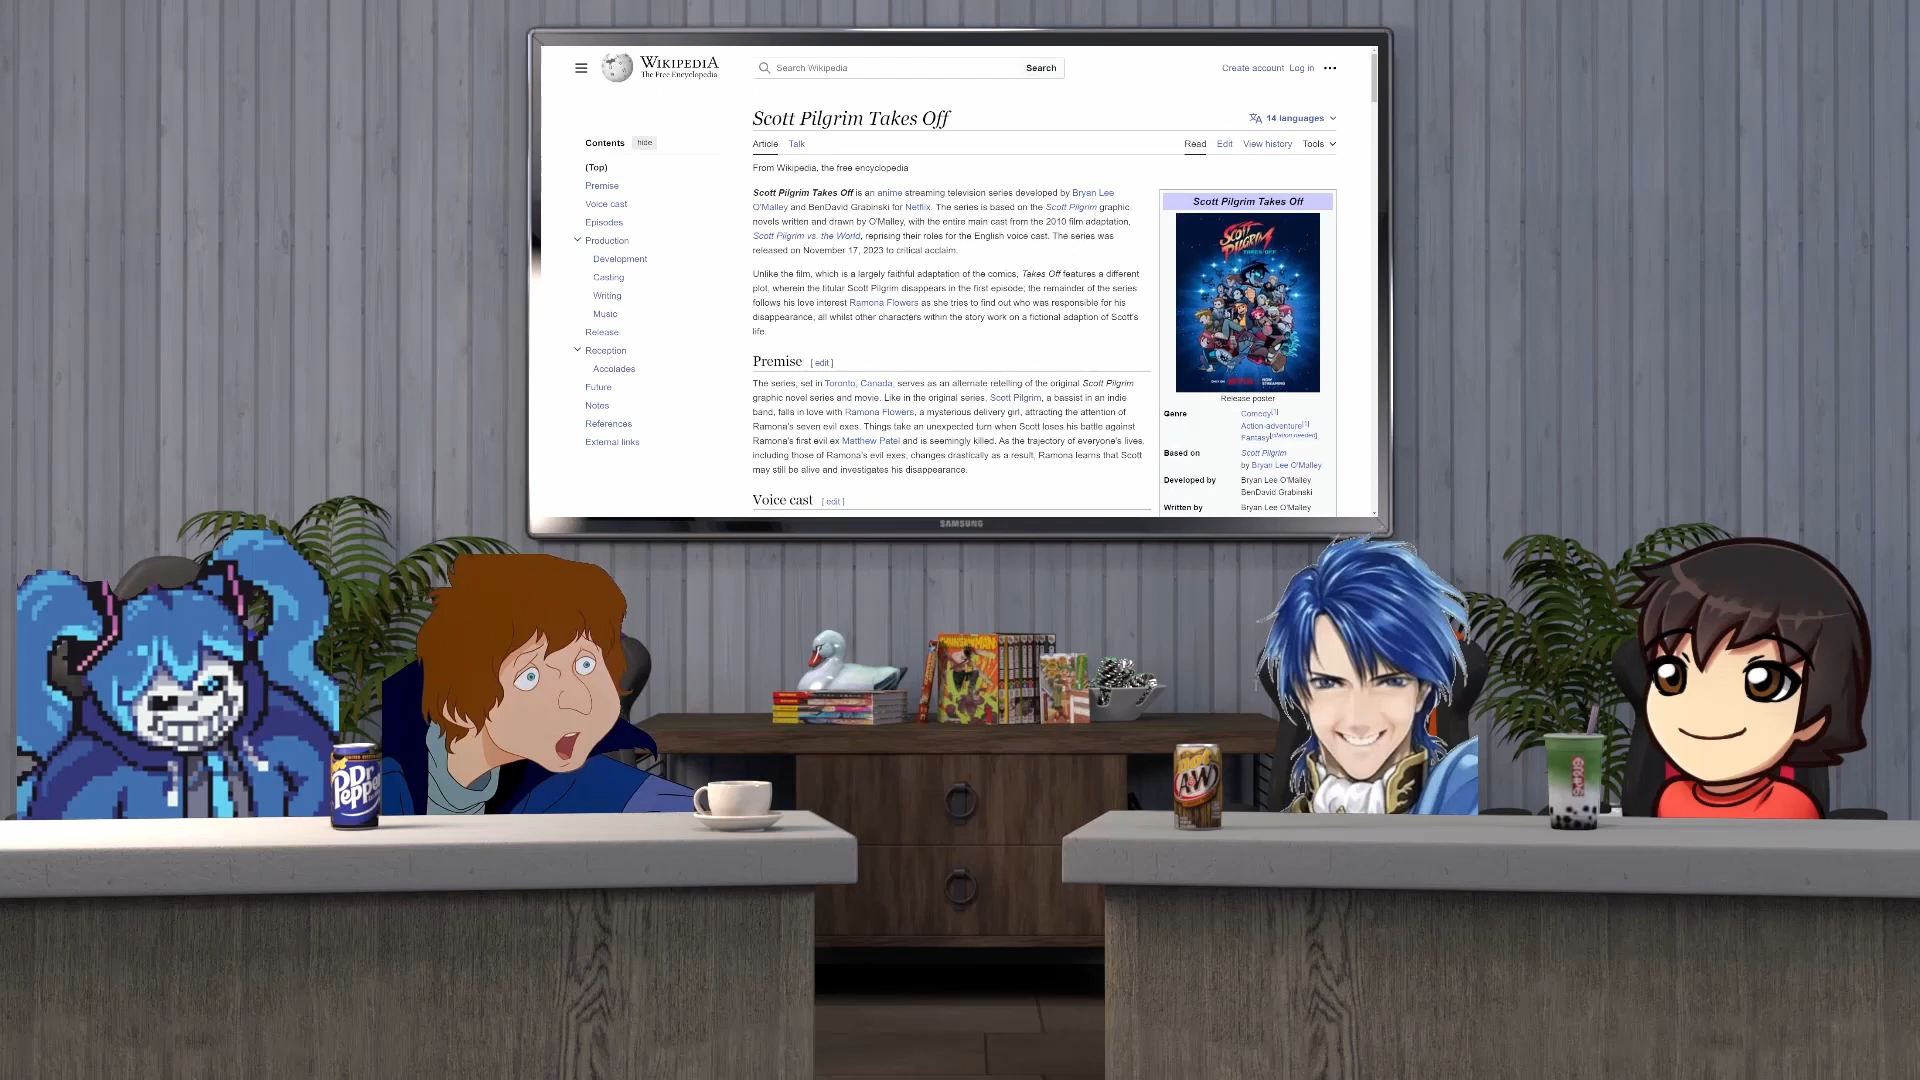 WIKIPEDIA
The Free Encyclopedia
Search Wikipedia
Search
Create account Log in
Scott Pilgrim Takes Off
14 languages
Contents hide
(Top)
Premise
Voice cast
Episodes
Production
Development
Casting
Writing
Music
Release
Reception
Accolades
Future
Notes
References
External links
Article Talk
Read Edit View history Tools
From Wikipedia, the free encyclopedia
Scott Pilgrim Takes Off is an anime streaming television series developed by Bryan Lee
O'Malley and BenDavid Grabinski for Netflix. The series is based on the Scott Pilgrim graphic
novels written and drawn by O'Malley, with the entire main cast from the 2010 film adaptation,
Scott Pilgrim vs. the World, reprising their roles for the English voice cast. The series was
released on November 17, 2023 to critical acclaim.
Unlike the film, which is a largely faithful adaptation of the comics, Takes Off features a different
plot, wherein the titular Scott Pilgrim disappears in the first episode; the remainder of the series
follows his love interest Ramona Flowers as she tries to find out who was responsible for his
disappearance, all whilst other characters within the story work on a fictional adaption of Scott's
life.
Premise [ edit ]
The series, set in Toronto, Canada, serves as an alternate retelling of the original Scott Pilgrim
graphic novel series and movie. Like in the original series, Scott Pilgrim, a bassist in an indie
band, falls in love with Ramona Flowers, a mysterious delivery girl, attracting the attention of
Ramona's seven evil exes. Things take an unexpected turn when Scott loses his battle against
Ramona's first evil ex Matthew Patel and is seemingly killed. As the trajectory of everyone's lives,
including those of Ramona's evil exes, changes drastically as a result, Ramona learns that Scott
may still be alive and investigates his disappearance.
Voice cast [ edit ]
Scott Pilgrim Takes Off
SCOTT
PILGRIM
TAKES OFF
Release poster
Genre
Comedy[1]
Action-adventure[1]
Fantasy[citation needed]
Based on
Scott Pilgrim
by Bryan Lee O'Malley
Developed by
Bryan Lee O'Malley
BenDavid Grabinski
Written by
Bryan Lee O'Malley
SAMSUNG
CHAINSAW MAN
Dr
Pepper
A&W